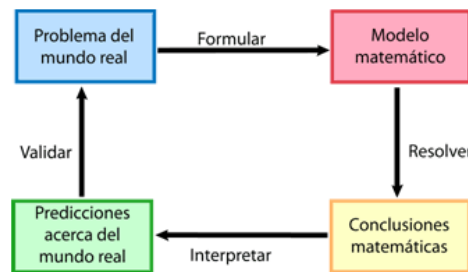 Problema del
mundo real
Formular
Modelo
matemático
Validar
Resolver
Predicciones
acerca del
mundo real
Interpretar
Conclusiones
matemáticas